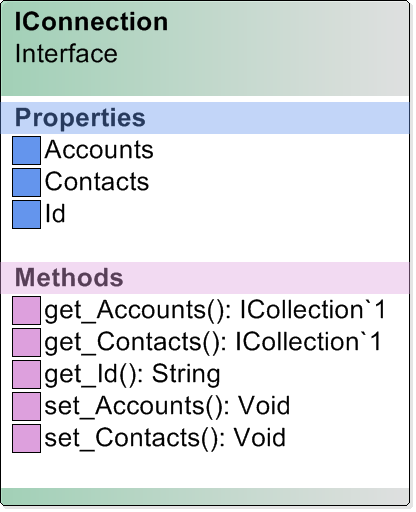 IConnection
Interface
Properties
Accounts
Contacts
Id
Methods
get_Accounts(): ICollection`1
get_Contacts(): ICollection`1
get_Id(): String
set_Accounts(): Void
set_Contacts(): Void